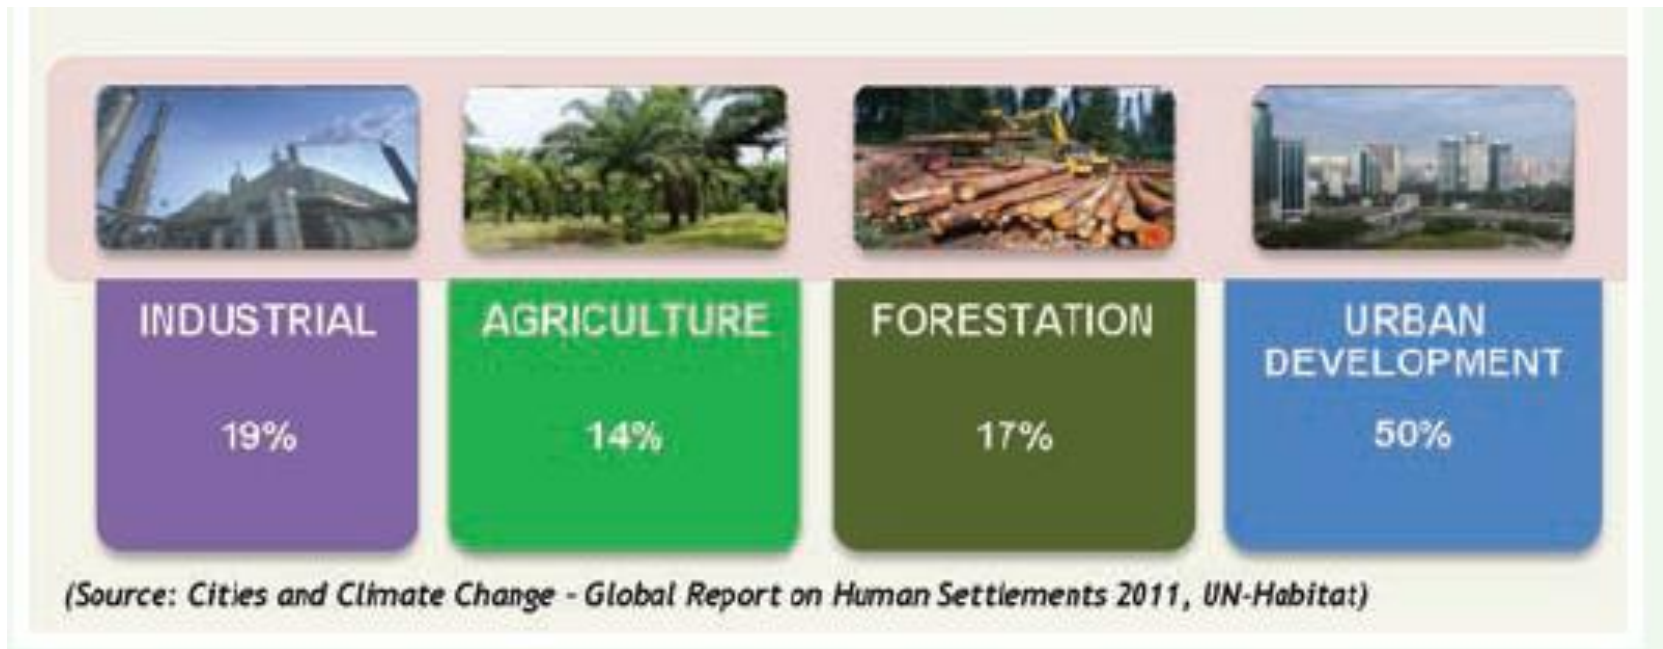 INDUSTRIAL
19%
AGRICULTURE
14%
FORESTATION
17%
URBAN
DEVELOPMENT
50%
(Source: Cities and Climate Change - Global Report on Human Settlements 2011, UN-Habitat)